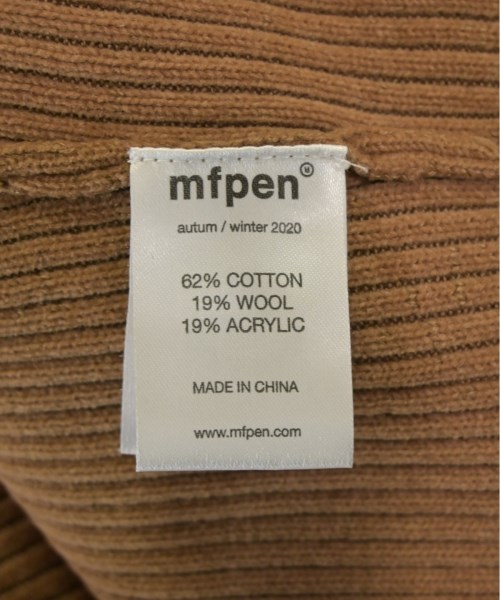 mfpen®
autum / winter 2020
62% COTTON
19% WOOL
19% ACRYLIC
MADE IN CHINA
www.mfpen.com